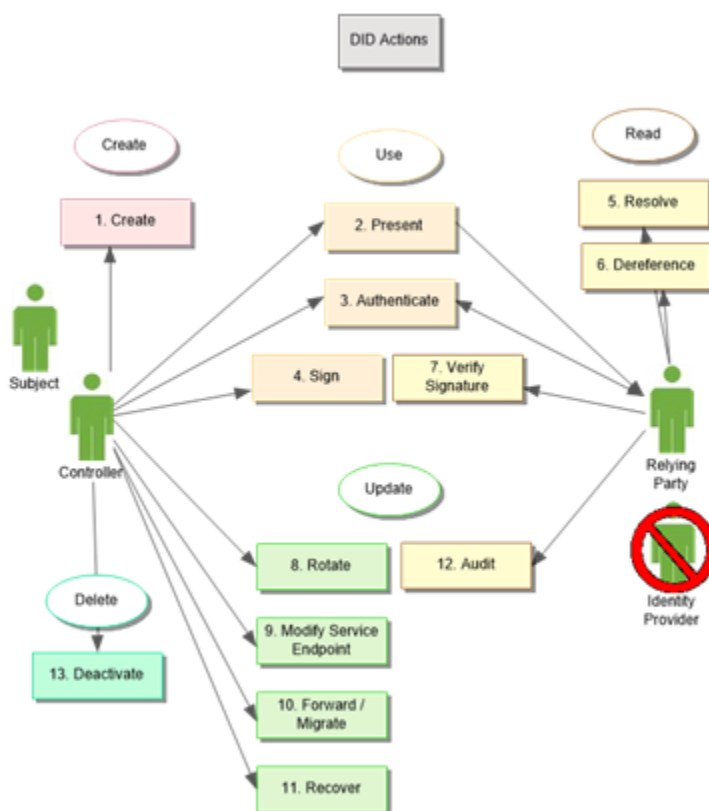 DID Actions
Create
Use
Read
1. Create
2. Present
5. Resolve
6. Dereference
3. Authenticate
4. Sign
7. Verify
Signature
Subject
Controller
Relying
Party
Update
8. Rotate
12. Audit
Identity
Provider
Delete
9. Modify Service
Endpoint
13. Deactivate
10. Forward /
Migrate
11. Recover